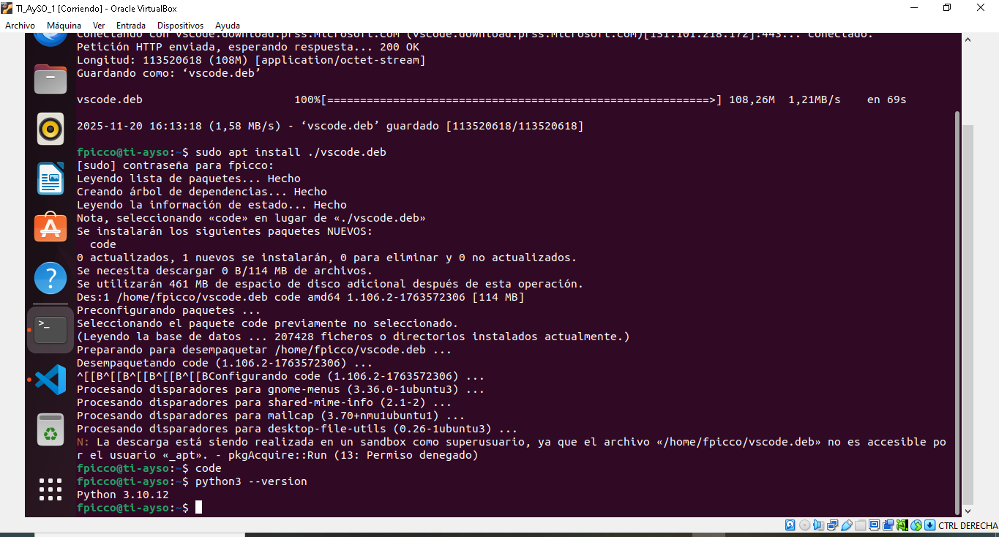 TI_AySO_1 [Corriendo] - Oracle VirtualBox
Archivo Máquina Ver Entrada Dispositivos Ayuda
Conectando con vscode.download.prss.microsoft.com (vscode.download.prss.microsoft.com)[151.101.218.172]:443... conectado.
Petición HTTP enviada, esperando respuesta... 200 OK
Longitud: 113520618 (108M) [application/octet-stream]
Guardando como: ‘vscode.deb’
vscode.deb 100%[==========================================================>] 108,26M 1,21MB/s en 69s
2025-11-20 16:13:18 (1,58 MB/s) - ‘vscode.deb’ guardado [113520618/113520618]
fpicco@ti-ayso:~$ sudo apt install ./vscode.deb
[sudo] contraseña para fpicco:
Leyendo lista de paquetes... Hecho
Creando árbol de dependencias... Hecho
Leyendo la información de estado... Hecho
Nota, seleccionando «code» en lugar de «./vscode.deb»
Se instalarán los siguientes paquetes NUEVOS:
code
0 actualizados, 1 nuevos se instalarán, 0 para eliminar y 0 no actualizados.
Se necesita descargar 0 B/114 MB de archivos.
Se utilizarán 461 MB de espacio de disco adicional después de esta operación.
Des:1 /home/fpicco/vscode.deb code amd64 1.106.2-1763572306 [114 MB]
Preconfigurando paquetes ...
Seleccionando el paquete code previamente no seleccionado.
(Leyendo la base de datos ... 207428 ficheros o directorios instalados actualmente.)
Preparando para desempaquetar /home/fpicco/vscode.deb ...
Desempaquetando code (1.106.2-1763572306) ...
^[[B^[[B^[[B^[[B^[[BConfigurando code (1.106.2-1763572306) ...
Procesando disparadores para gnome-menus (3.36.0-1ubuntu3) ...
Procesando disparadores para shared-mime-info (2.1-2) ...
Procesando disparadores para mailcap (3.70+nmu1ubuntu1) ...
Procesando disparadores para desktop-file-utils (0.26-1ubuntu3) ...
N: La descarga está siendo realizada en un sandbox como superusuario, ya que el archivo «/home/fpicco/vscode.deb» no es accesible po
r el usuario «_apt». - pkgAcquire::Run (13: Permiso denegado)
fpicco@ti-ayso:~$ code
fpicco@ti-ayso:~$ python3 --version
Python 3.10.12
fpicco@ti-ayso:~$
CTRL DERECHA